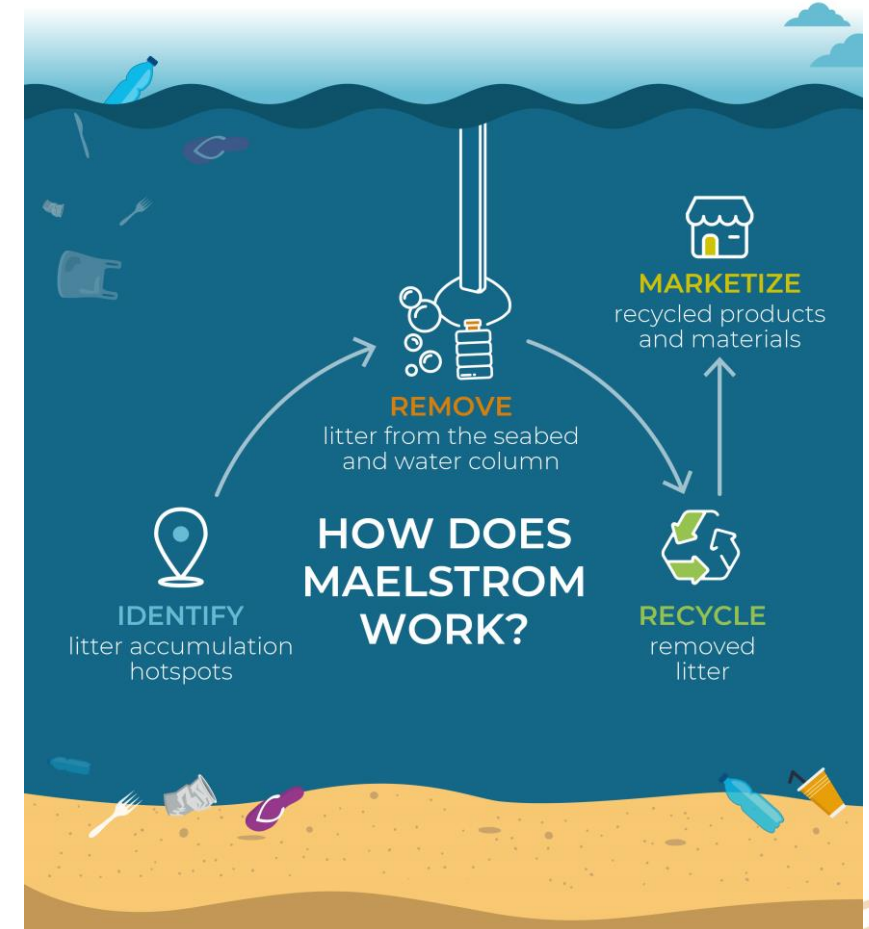 HOW DOES
MAELSTROM
WORK?
IDENTIFY
litter accumulation
hotspots
REMOVE
litter from the seabed
and water column
RECYCLE
removed
litter
MARKETIZE
recycled products
and materials